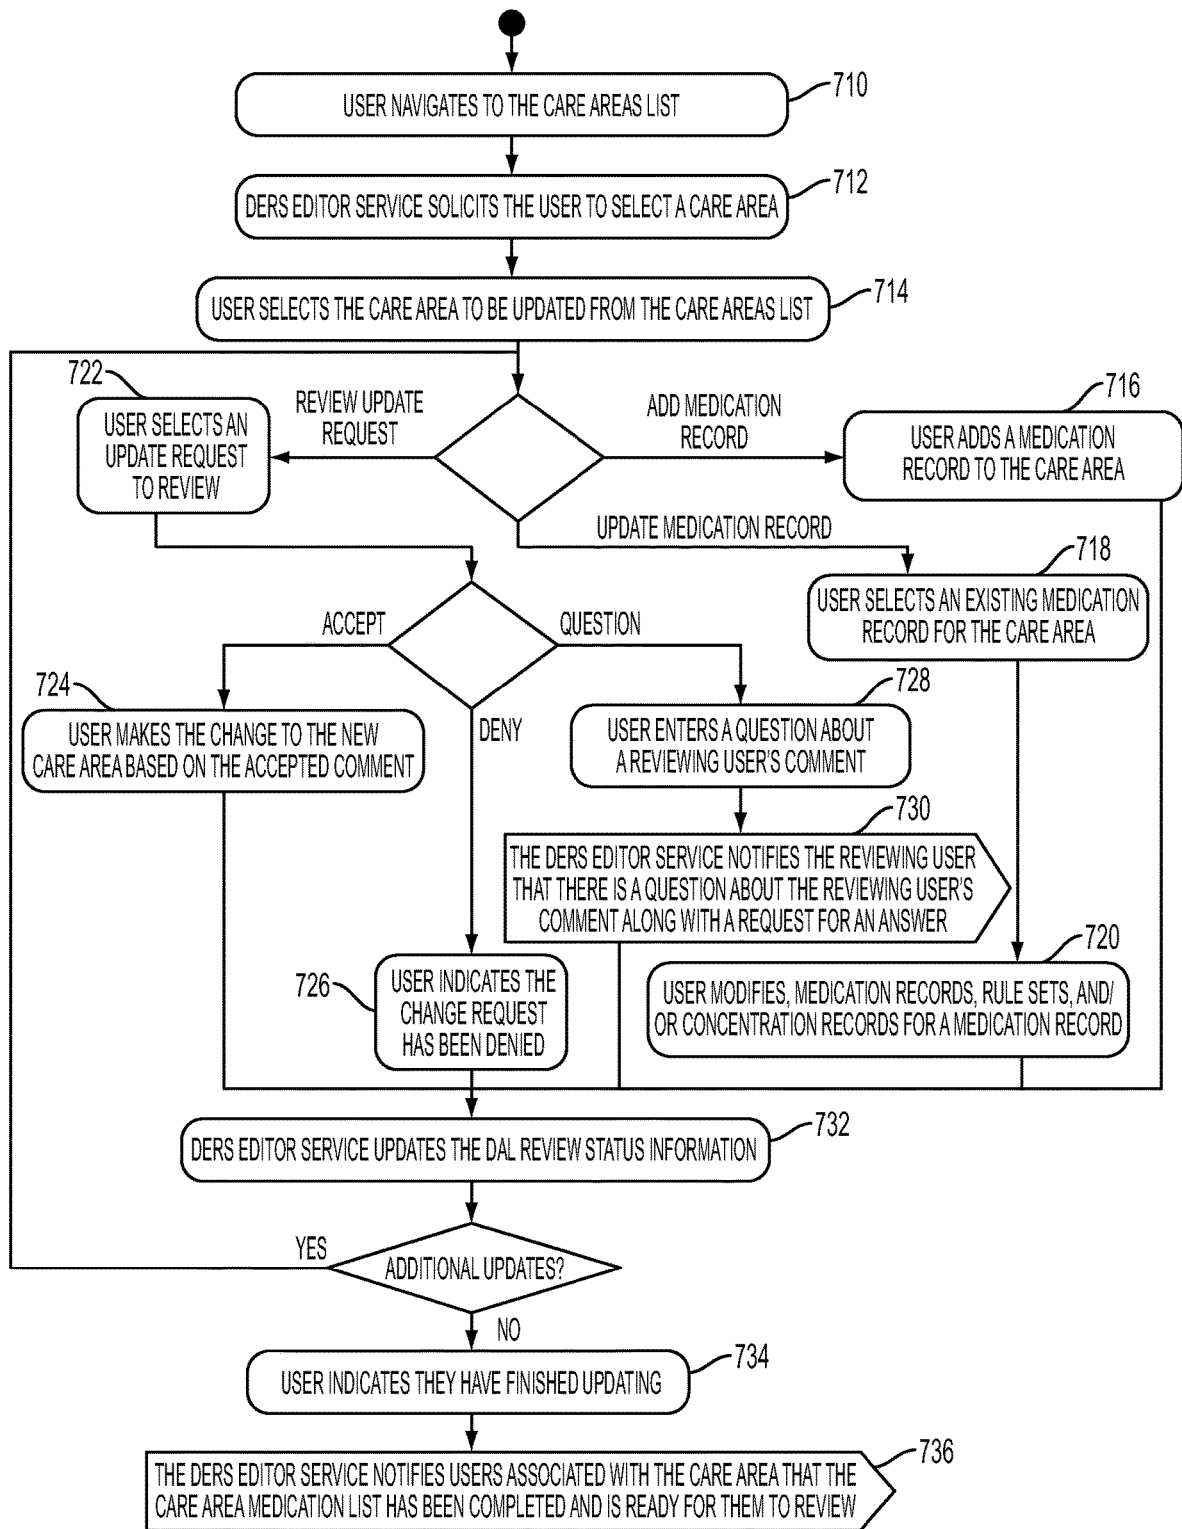 USER NAVIGATES TO THE CARE AREAS LIST
710
DERS EDITOR SERVICE SOLICITS THE USER TO SELECT A CARE AREA
712
USER SELECTS THE CARE AREA TO BE UPDATED FROM THE CARE AREAS LIST
714
722
USER SELECTS AN
UPDATE REQUEST
TO REVIEW
REVIEW UPDATE
REQUEST
ADD MEDICATION
RECORD
716
USER ADDS A MEDICATION
RECORD TO THE CARE AREA
UPDATE MEDICATION RECORD
718
USER SELECTS AN EXISTING MEDICATION
RECORD FOR THE CARE AREA
ACCEPT
QUESTION
DENY
724
USER MAKES THE CHANGE TO THE NEW
CARE AREA BASED ON THE ACCEPTED COMMENT
728
USER ENTERS A QUESTION ABOUT
A REVIEWING USER'S COMMENT
730
THE DERS EDITOR SERVICE NOTIFIES THE REVIEWING USER
THAT THERE IS A QUESTION ABOUT THE REVIEWING USER'S
COMMENT ALONG WITH A REQUEST FOR AN ANSWER
726
USER INDICATES THE
CHANGE REQUEST
HAS BEEN DENIED
720
USER MODIFIES, MEDICATION RECORDS, RULE SETS, AND/
OR CONCENTRATION RECORDS FOR A MEDICATION RECORD
DERS EDITOR SERVICE UPDATES THE DAL REVIEW STATUS INFORMATION
732
YES
ADDITIONAL UPDATES?
NO
USER INDICATES THEY HAVE FINISHED UPDATING
734
THE DERS EDITOR SERVICE NOTIFIES USERS ASSOCIATED WITH THE CARE AREA THAT THE
CARE AREA MEDICATION LIST HAS BEEN COMPLETED AND IS READY FOR THEM TO REVIEW
736